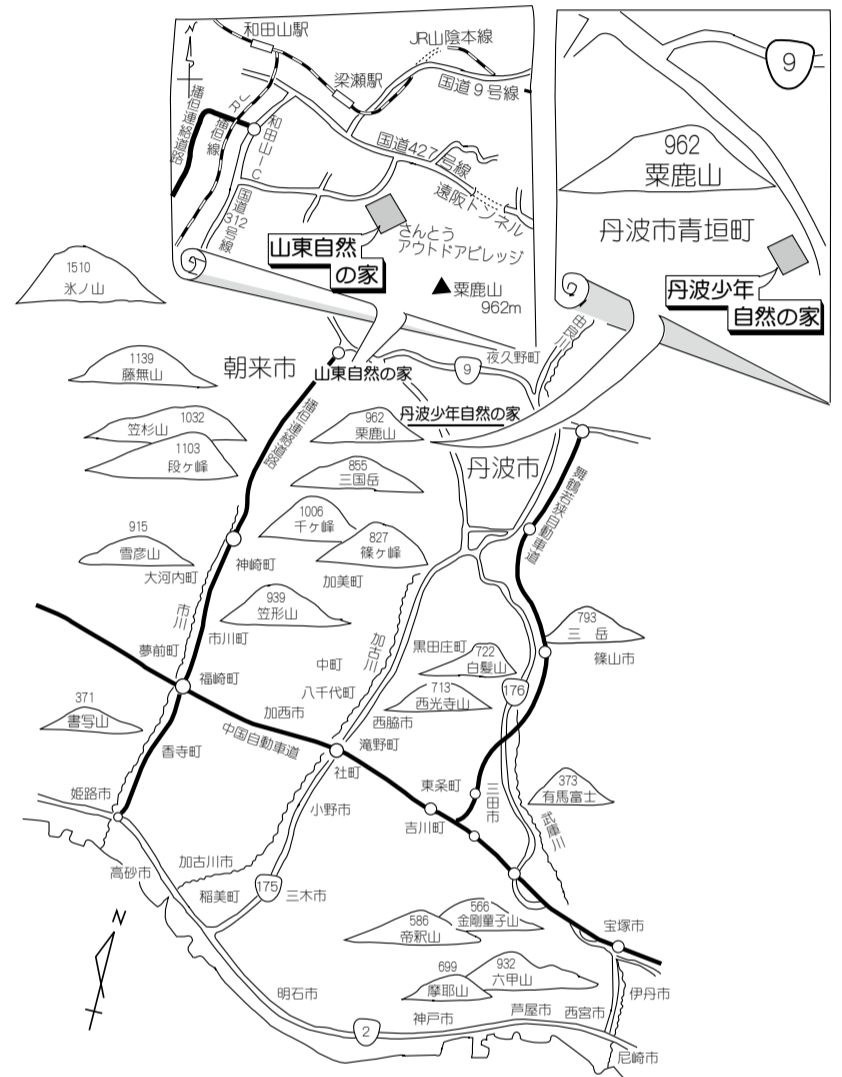 N
和田山駅
JR山陰本線
梁瀬駅
国道9号線
播但連絡道路
JR播但線
和田山IC
国道427号線
遠阪トンネル
国道312号線
さんとう
アウトドアビレッジ
山東自然
の家
粟鹿山
962m
9
962
粟鹿山
丹波市青垣町
丹波少年
自然の家
1510
氷ノ山
由良川
夜久野町
9
1139
藤無山
朝来市
山東自然の家
播但連絡道路
962
粟鹿山
丹波少年自然の家
1032
笠杉山
1103
段ヶ峰
855
三国岳
丹波市
舞鶴若狭自動車道
1006
千ヶ峰
827
篠ヶ峰
915
雪彦山
神崎町
大河内町
加美町
939
笠形山
市川
市川町
加古川
793
三 岳
篠山市
夢前町
黒田庄町
722
白髪山
中町
福崎町
八千代町
713
西光寺山
176
371
書写山
加西市
西脇市
中国自動車道
滝野町
香寺町
社町
東条町
三田市
373
有馬富士
姫路市
小野市
吉川町
武庫川
高砂市
加古川市
稲美町
175
三木市
566
金剛童子山
586
帝釈山
宝塚市
N
699
摩耶山
932
六甲山
明石市
伊丹市
2
神戸市
芦屋市
西宮市
尼崎市